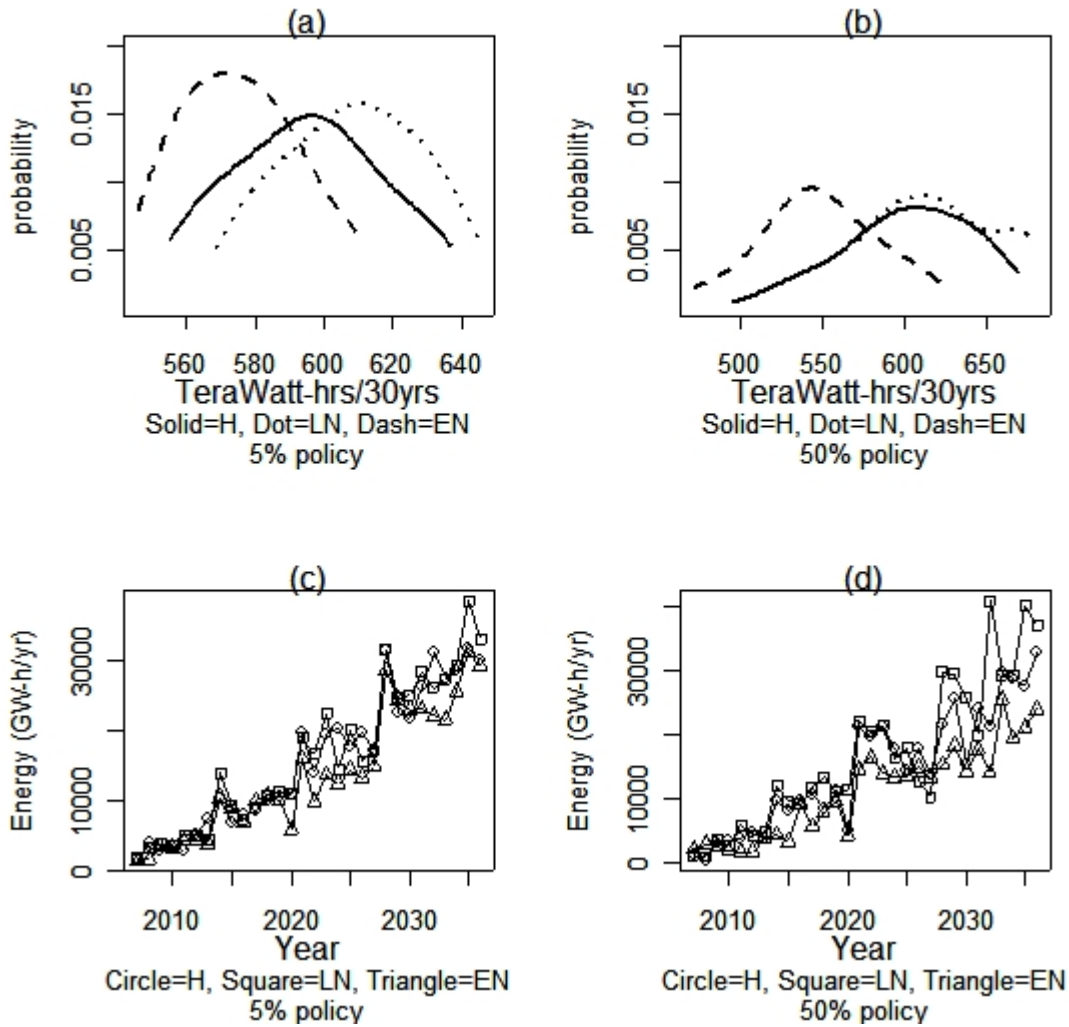 (a)
probability
0.005 0.015
560 580 600 620 640
TeraWatt-hrs/30yrs
Solid=H, Dot=LN, Dash=EN
5% policy
(b)
probability
0.005 0.015
500 550 600 650
TeraWatt-hrs/30yrs
Solid=H, Dot=LN, Dash=EN
50% policy
(c)
Energy (GW-h/yr)
0 10000 30000
2010 2020 2030
Year
Circle=H, Square=LN, Triangle=EN
5% policy
(d)
Energy (GW-h/yr)
0 10000 30000
2010 2020 2030
Year
Circle=H, Square=LN, Triangle=EN
50% policy